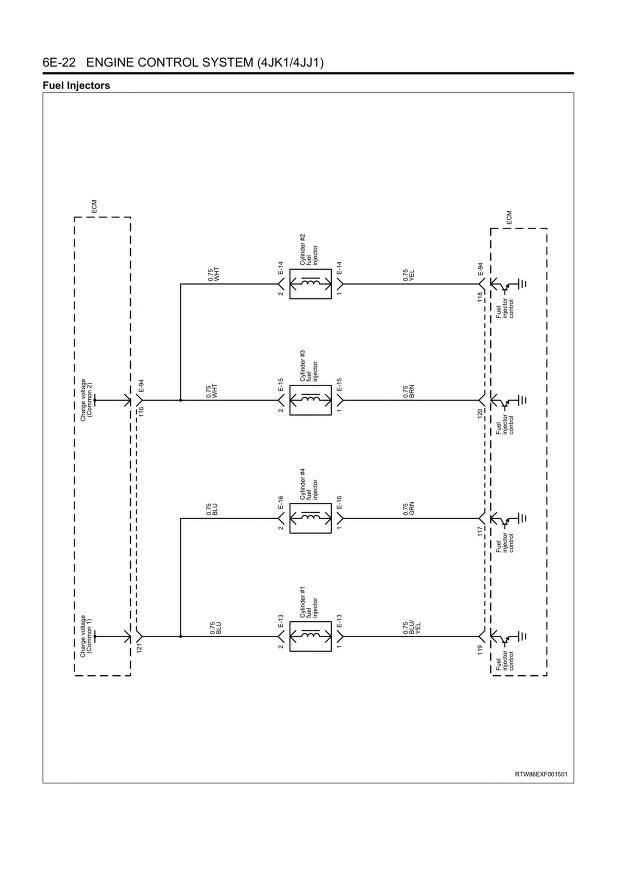 6E-22 ENGINE CONTROL SYSTEM (4JK1/4JJ1)
Fuel Injectors
ECM
Charge voltage
(Common 2)
116
E-94
0.75
WHT
0.75
WHT
Charge voltage
(Common 1)
121
0.75
BLU
0.75
BLU
2
E-14
Cylinder #2
fuel
injector
1
E-14
0.75
YEL
118
E-94
Fuel
injector
control
2
E-15
Cylinder #3
fuel
injector
1
E-15
0.75
BRN
120
Fuel
injector
control
2
E-16
Cylinder #4
fuel
injector
1
E-16
0.75
GRN
117
Fuel
injector
control
2
E-13
Cylinder #1
fuel
injector
1
E-13
0.75
BLU/
YEL
119
Fuel
injector
control
ECM
RTW86EXF001501